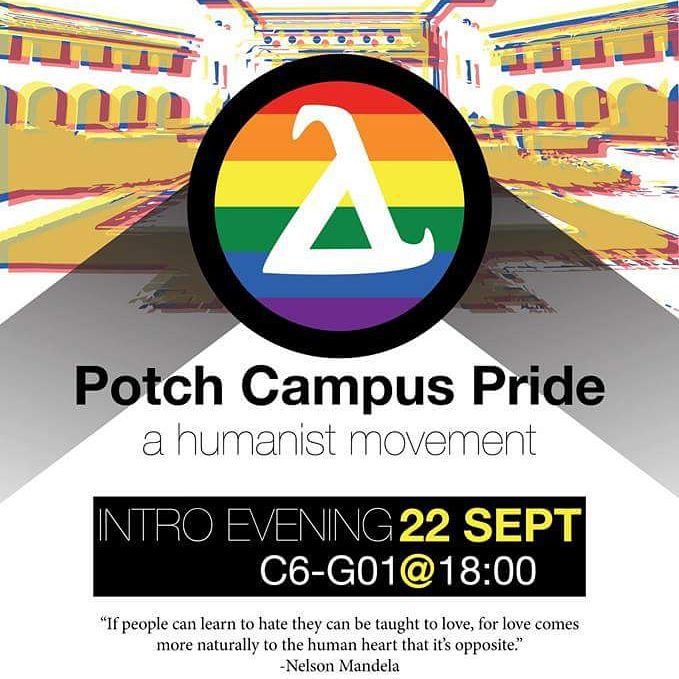 Potch Campus Pride
a humanist movement
INTRO EVENING 22 SEPT
C6-G01@18:00
“If people can learn to hate they can be taught to love, for love comes
more naturally to the human heart that it’s opposite.”
-Nelson Mandela